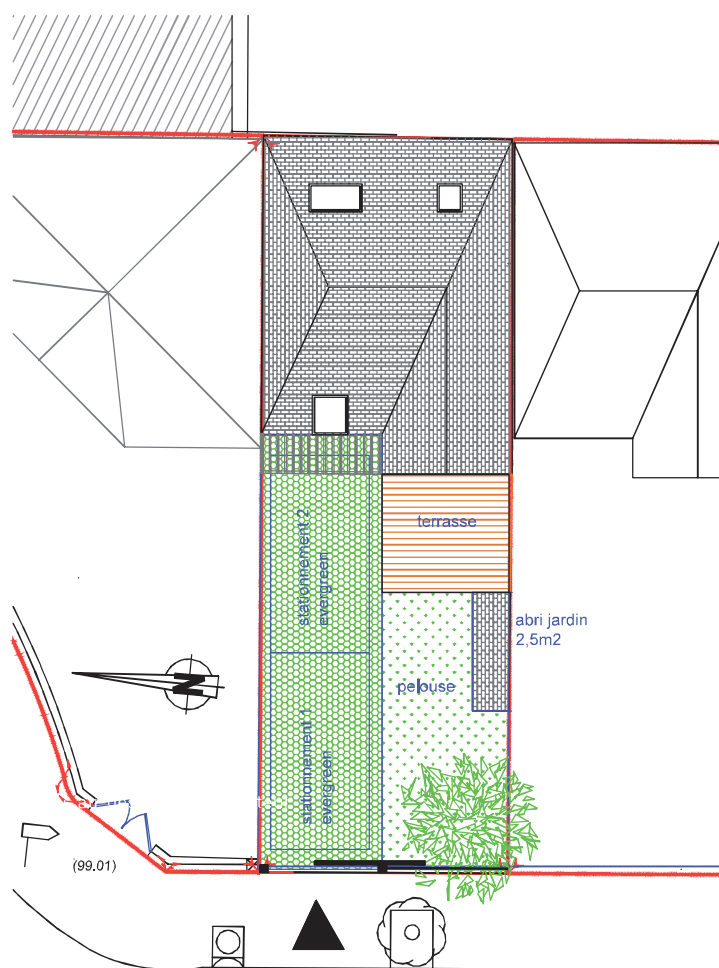 terrasse
stationnement 2
evergreen
abri jardin
2,5m2
N
pelouse
stationnement 1
evergreen
(99.01)